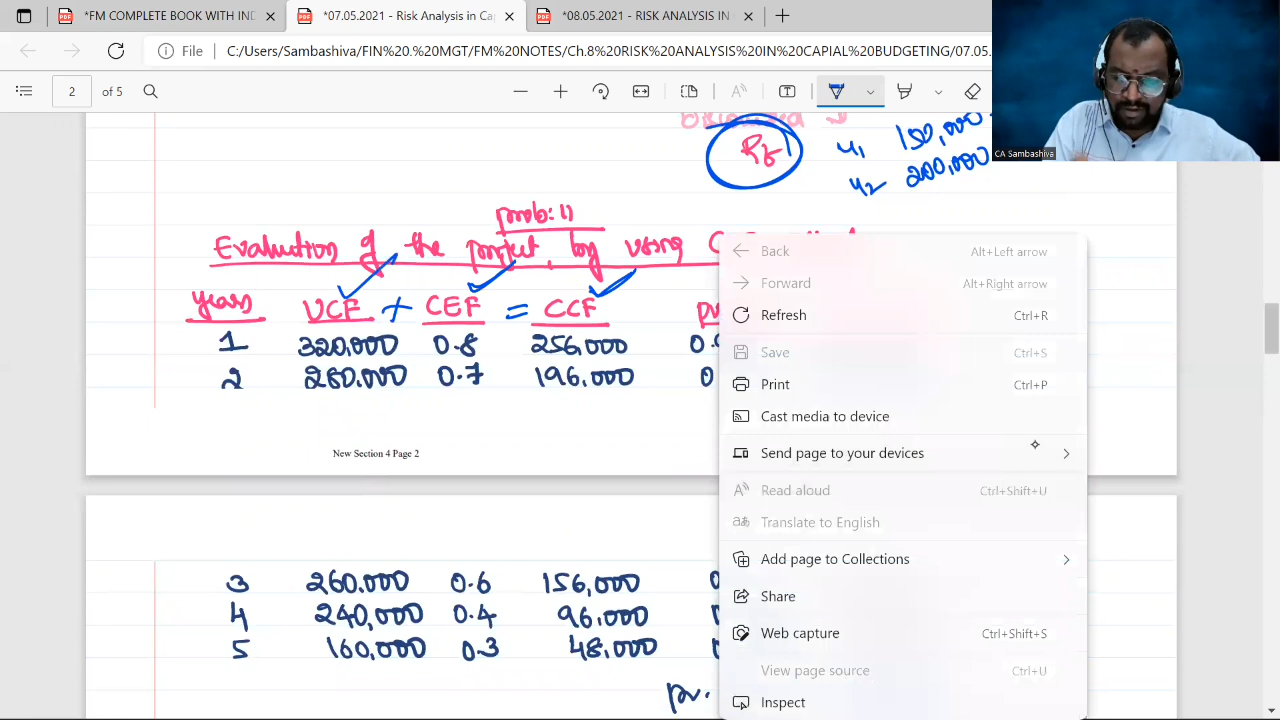 *FM COMPLETE BOOK WITH IND
*07.05.2021 - Risk Analysis in Ca
*08.05.2021 - RISK ANALYSIS IN
File
C:/Users/Sambashiva/FIN%20.%20MGT/FM%20NOTES/Ch.8%20RISK%20ANALYSIS%20IN%20CAPIAL%20BUDGETING/07.05.
2 of 5
CA Sambashiva
Rf
Y1 150,000
Y2 200,000
prob: 11
Evaluation of the project, by using C
years UCF + CEF = CCF
1 320,000 0.8 256,000 0.
2 280,000 0.7 196,000 0
New Section 4 Page 2
3 260,000 0.6 156,000 0
4 240,000 0.4 96,000
5 160,000 0.3 48,000
pv.
Back Alt+Left arrow
Forward Alt+Right arrow
Refresh Ctrl+R
Save Ctrl+S
Print Ctrl+P
Cast media to device
Send page to your devices
Read aloud Ctrl+Shift+U
Translate to English
Add page to Collections
Share
Web capture Ctrl+Shift+S
View page source Ctrl+U
Inspect